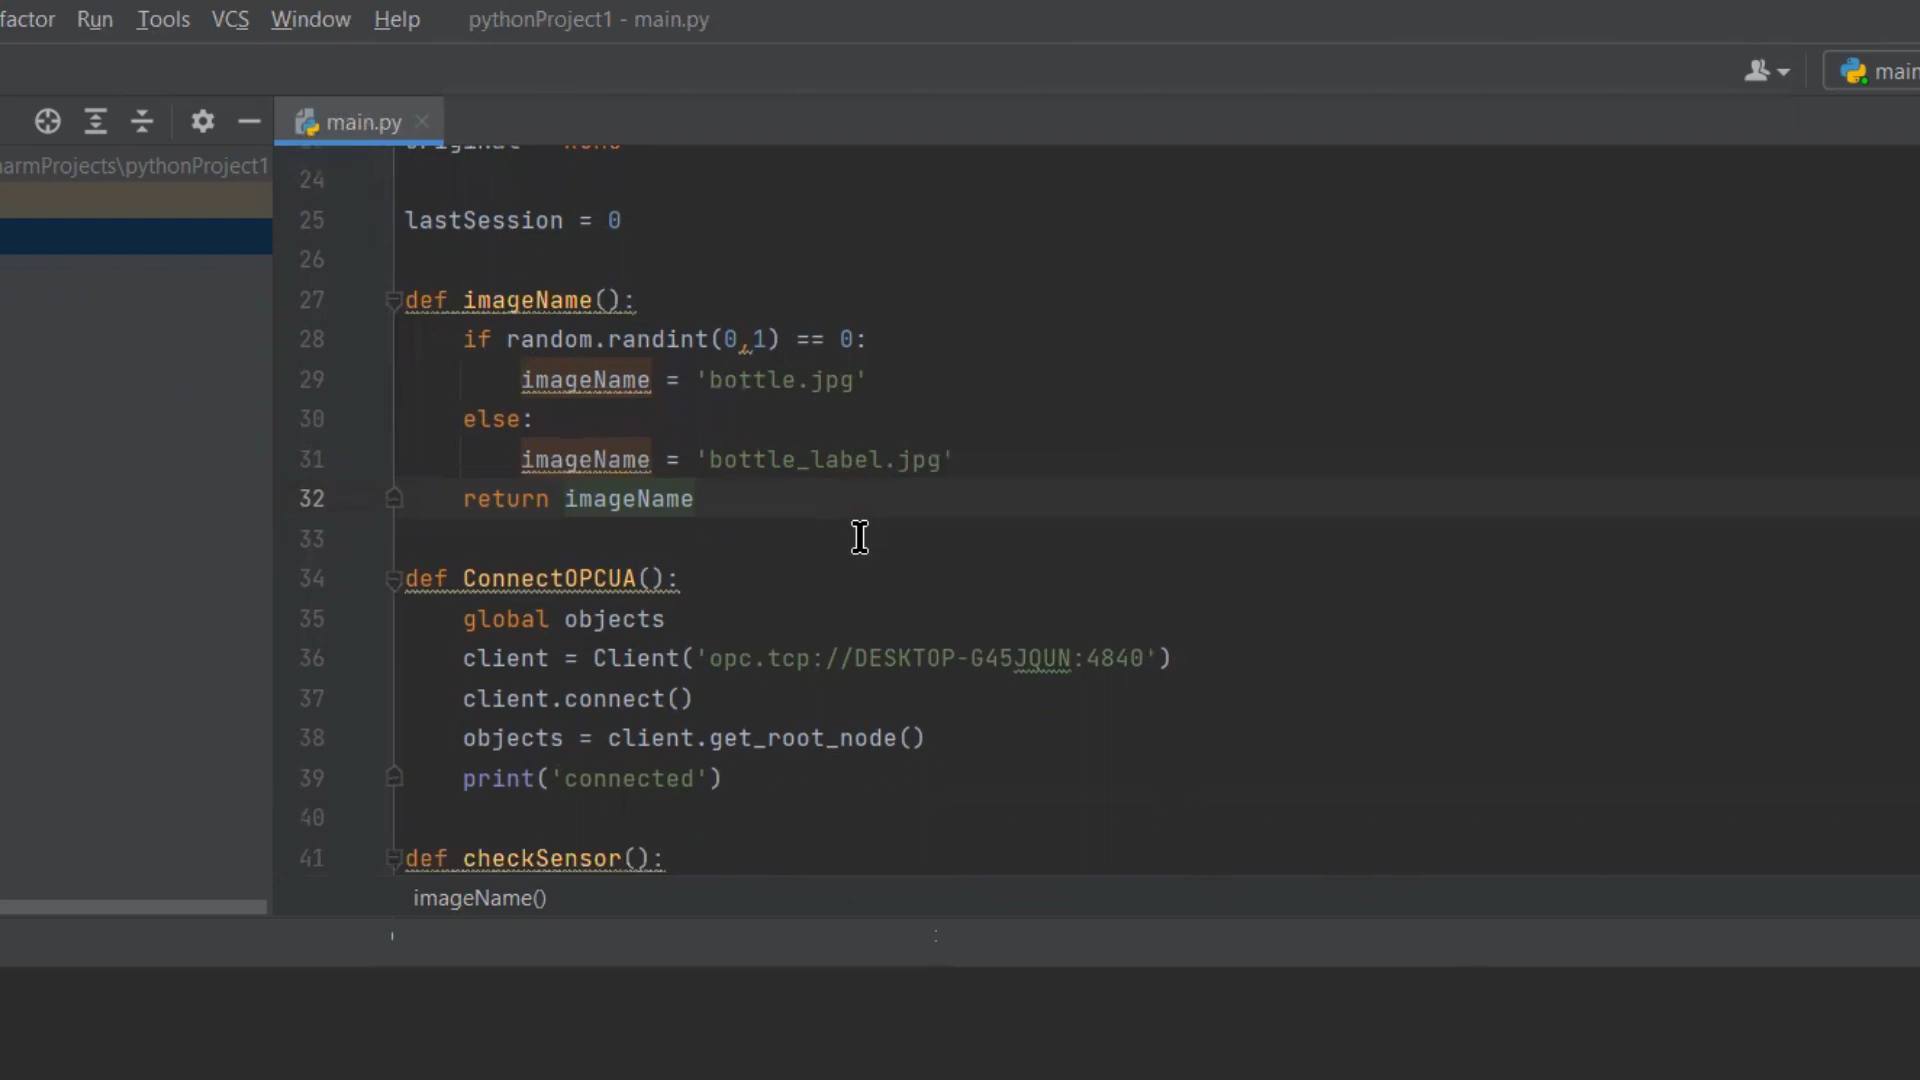 factor Run Tools VCS Window Help pythonProject1 - main.py
main
main.py
armProjects\pythonProject1
24
25 lastSession = 0
26
27 def imageName():
28 if random.randint(0,1) == 0:
29 imageName = 'bottle.jpg'
30 else:
31 imageName = 'bottle_label.jpg'
32 return imageName
33
34 def ConnectOPCUA():
35 global objects
36 client = Client('opc.tcp://DESKTOP-G45JQUN:4840')
37 client.connect()
38 objects = client.get_root_node()
39 print('connected')
40
41 def checkSensor():
imageName()